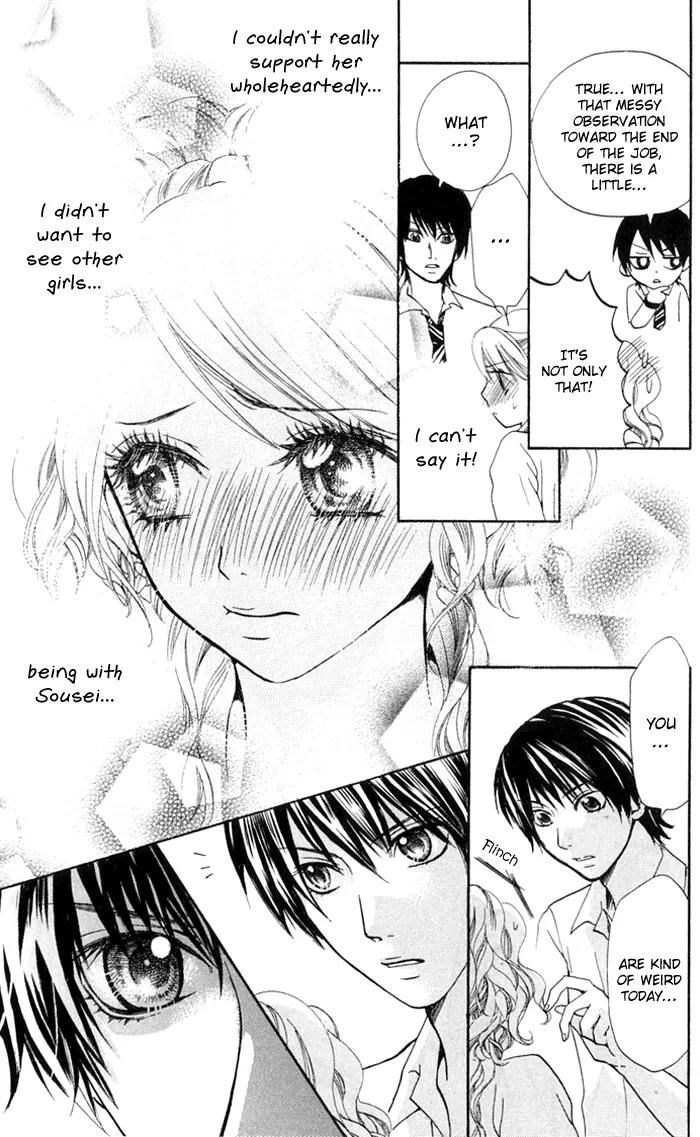 TRUE... WITH
THAT MESSY
OBSERVATION
TOWARD THE END
OF THE JOB,
THERE IS A
LITTLE...
IT'S
NOT ONLY
THAT!
WHAT
...?
...
I can't
say it!
I couldn't really
support her
wholeheartedly...
I didn't
want to
see other
girls...
being with
Sousei...
YOU
...
Flinch
ARE KIND
OF WEIRD
TODAY...